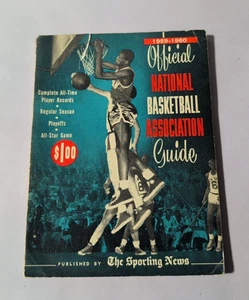 1959-1960
Official
NATIONAL
BASKETBALL
ASSOCIATION
Guide
Complete All-Time
Player Records
Regular Season
Playoffs
All-Star Game
$1.00
PUBLISHED BY The Sporting News